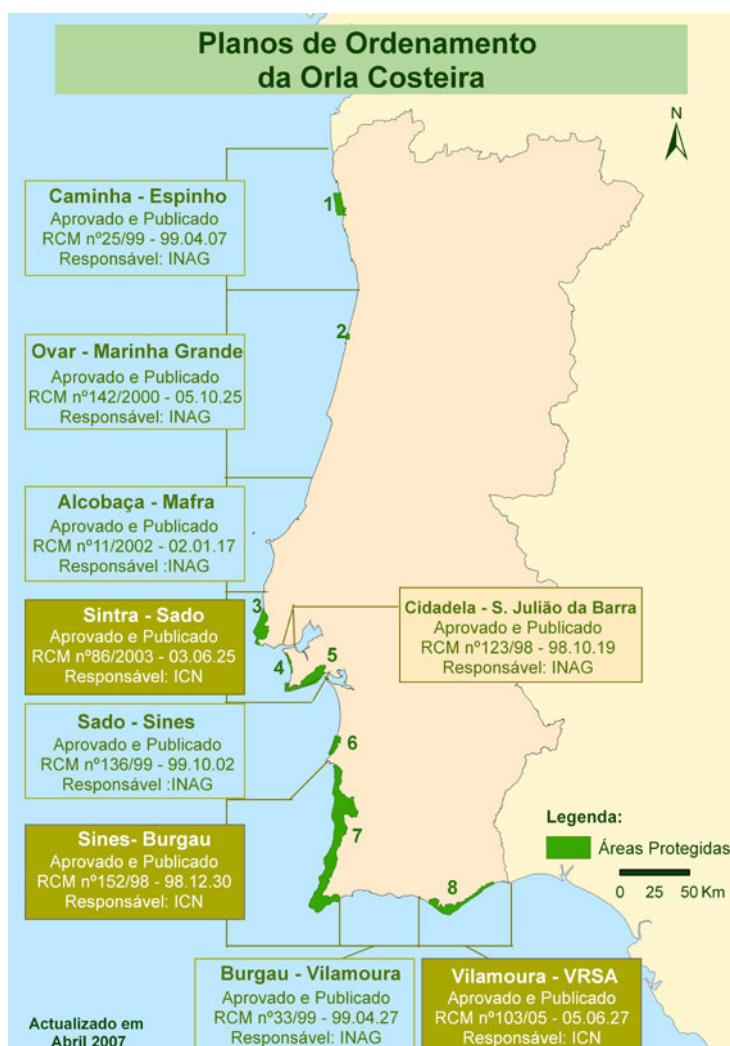 Planos de Ordenamento
da Orla Costeira
N
Caminha - Espinho
Aprovado e Publicado
RCM nº25/99 - 99.04.07
Responsável: INAG
1
2
Ovar - Marinha Grande
Aprovado e Publicado
RCM nº142/2000 - 05.10.25
Responsável: INAG
Alcobaça - Mafra
Aprovado e Publicado
RCM nº11/2002 - 02.01.17
Responsável :INAG
3
Sintra - Sado
Aprovado e Publicado
RCM nº86/2003 - 03.06.25
Responsável: ICN
Cidadela - S. Julião da Barra
Aprovado e Publicado
RCM nº123/98 - 98.10.19
Responsável: INAG
4
5
Sado - Sines
Aprovado e Publicado
RCM nº136/99 - 99.10.02
Responsável :INAG
6
Sines- Burgau
Aprovado e Publicado
RCM nº152/98 - 98.12.30
Responsável: ICN
7
8
Legenda:
Áreas Protegidas
0 25 50 Km
Burgau - Vilamoura
Aprovado e Publicado
RCM nº33/99 - 99.04.27
Responsável: INAG
Vilamoura - VRSA
Aprovado e Publicado
RCM nº103/05 - 05.06.27
Responsável: ICN
Actualizado em
Abril 2007